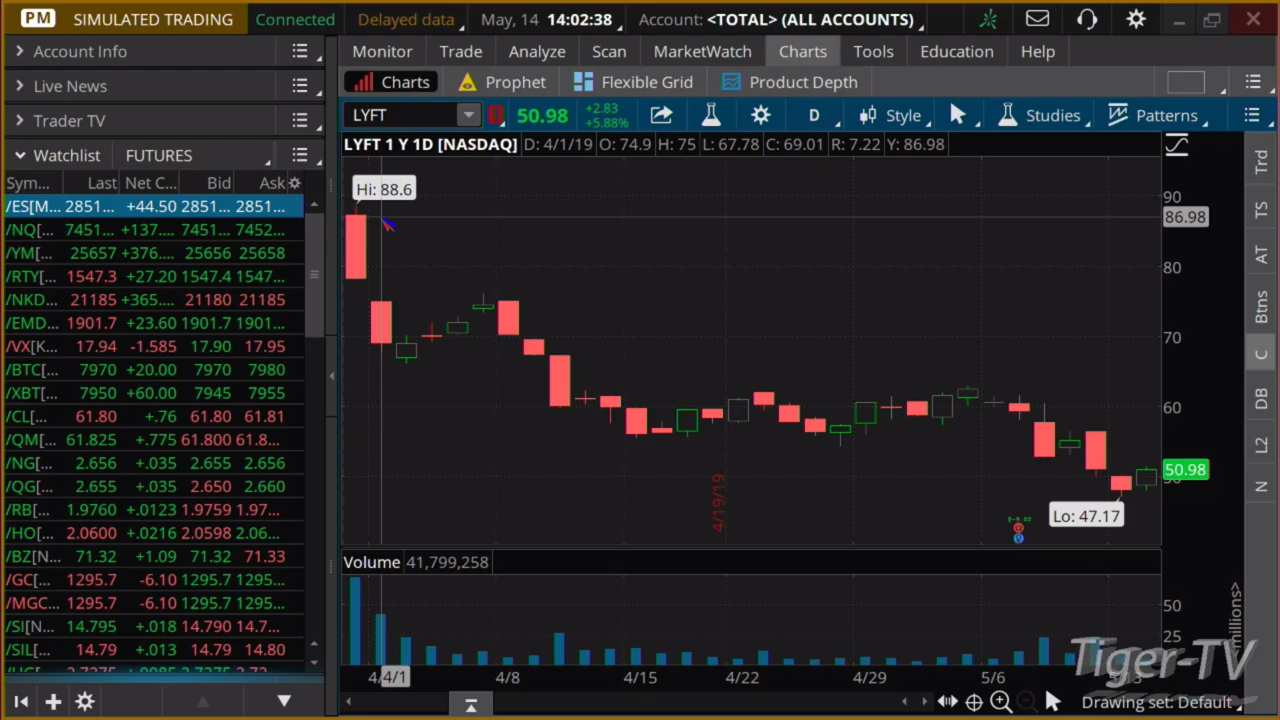 PM SIMULATED TRADING Connected Delayed data May, 14 14:02:38 Account: <TOTAL> (ALL ACCOUNTS)
Account Info
Live News
Trader TV
Watchlist FUTURES
Sym... Last Net C... Bid Ask
/ES[M... 2851... +44.50 2851... 2851...
/NQ[... 7451... +137.... 7451... 7452...
/YM[... 25657 +376.... 25656 25658
/RTY[... 1547.3 +27.20 1547.4 1547...
/NKD... 21185 +365.... 21180 21185
/EMD... 1901.7 +23.60 1901.7 1901...
/VX[K... 17.94 -1.585 17.90 17.95
/BTC[... 7970 +20.00 7970 7980
/XBT[... 7950 +60.00 7945 7955
/CL[... 61.80 +.76 61.80 61.81
/QM[... 61.825 +.775 61.800 61.8...
/NG[... 2.656 +.035 2.655 2.656
/QG[... 2.655 +.035 2.650 2.660
/RB[... 1.9760 +.0123 1.9759 1.97...
/HO[... 2.0600 +.0216 2.0598 2.06...
/BZ[N... 71.32 +1.09 71.32 71.33
/GC[... 1295.7 -6.10 1295.7 1295...
/MGC... 1295.7 -6.10 1295.7 1295...
/SI[N... 14.795 +.018 14.790 14.7...
/SIL[... 14.79 +.013 14.79 14.80
Monitor Trade Analyze Scan MarketWatch Charts Tools Education Help
Charts Prophet Flexible Grid Product Depth
LYFT 50.98 +2.83 +5.88% D Style Studies Patterns
LYFT 1 Y 1D [NASDAQ] D: 4/1/19 O: 74.9 H: 75 L: 67.78 C: 69.01 R: 7.22 Y: 86.98
Hi: 88.6
90
86.98
80
70
60
50.98
4/19/19
Lo: 47.17
Volume 41,799,258
50
25
<millions>
4/1 4/8 4/15 4/22 4/29 5/6
Drawing set: Default
Trd
TS
AT
Btns
C
DB
L2
N
Tiger-TV